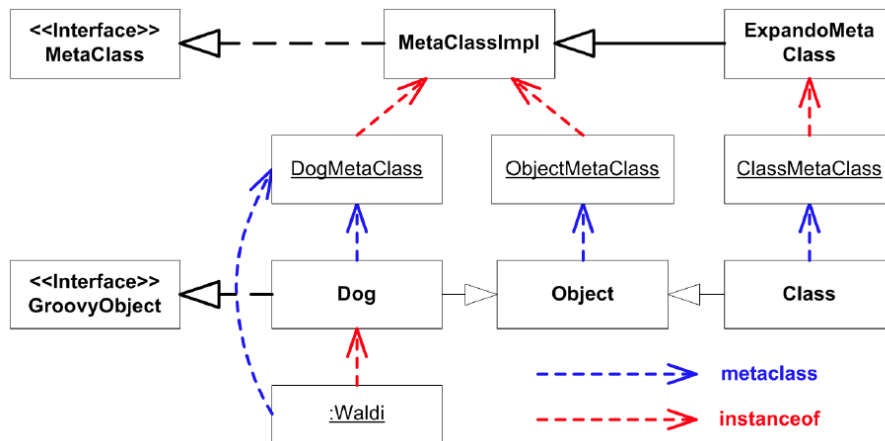 <<Interface>>
MetaClass
MetaClassImpl
ExpandoMeta
Class
DogMetaClass
ObjectMetaClass
ClassMetaClass
<<Interface>>
GroovyObject
Dog
Object
Class
:Waldi
metaclass
instanceof